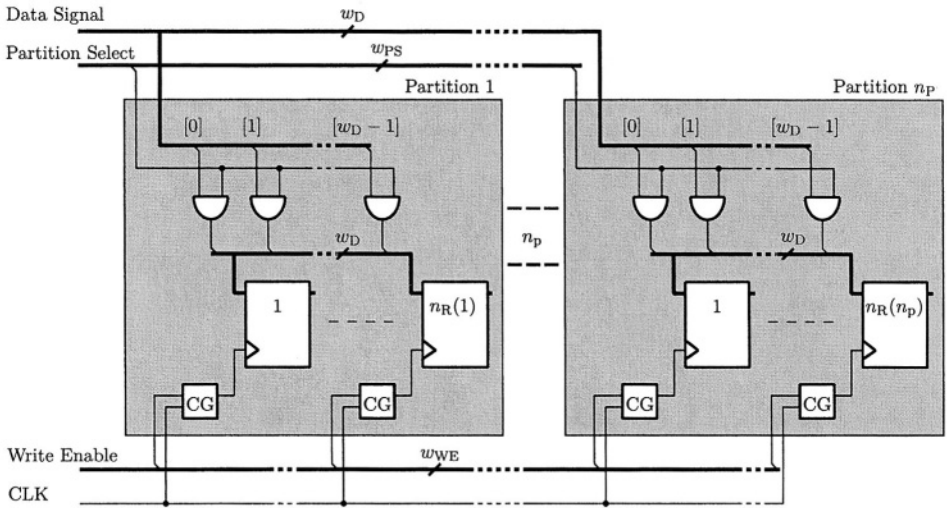 Data Signal
w_D
Partition Select
w_PS
Partition 1
Partition n_P
[0] [1] [w_D − 1]
[0] [1] [w_D − 1]
w_D
n_p
w_D
1
n_R(1)
1
n_R(n_p)
CG
CG
CG
CG
Write Enable
w_WE
CLK